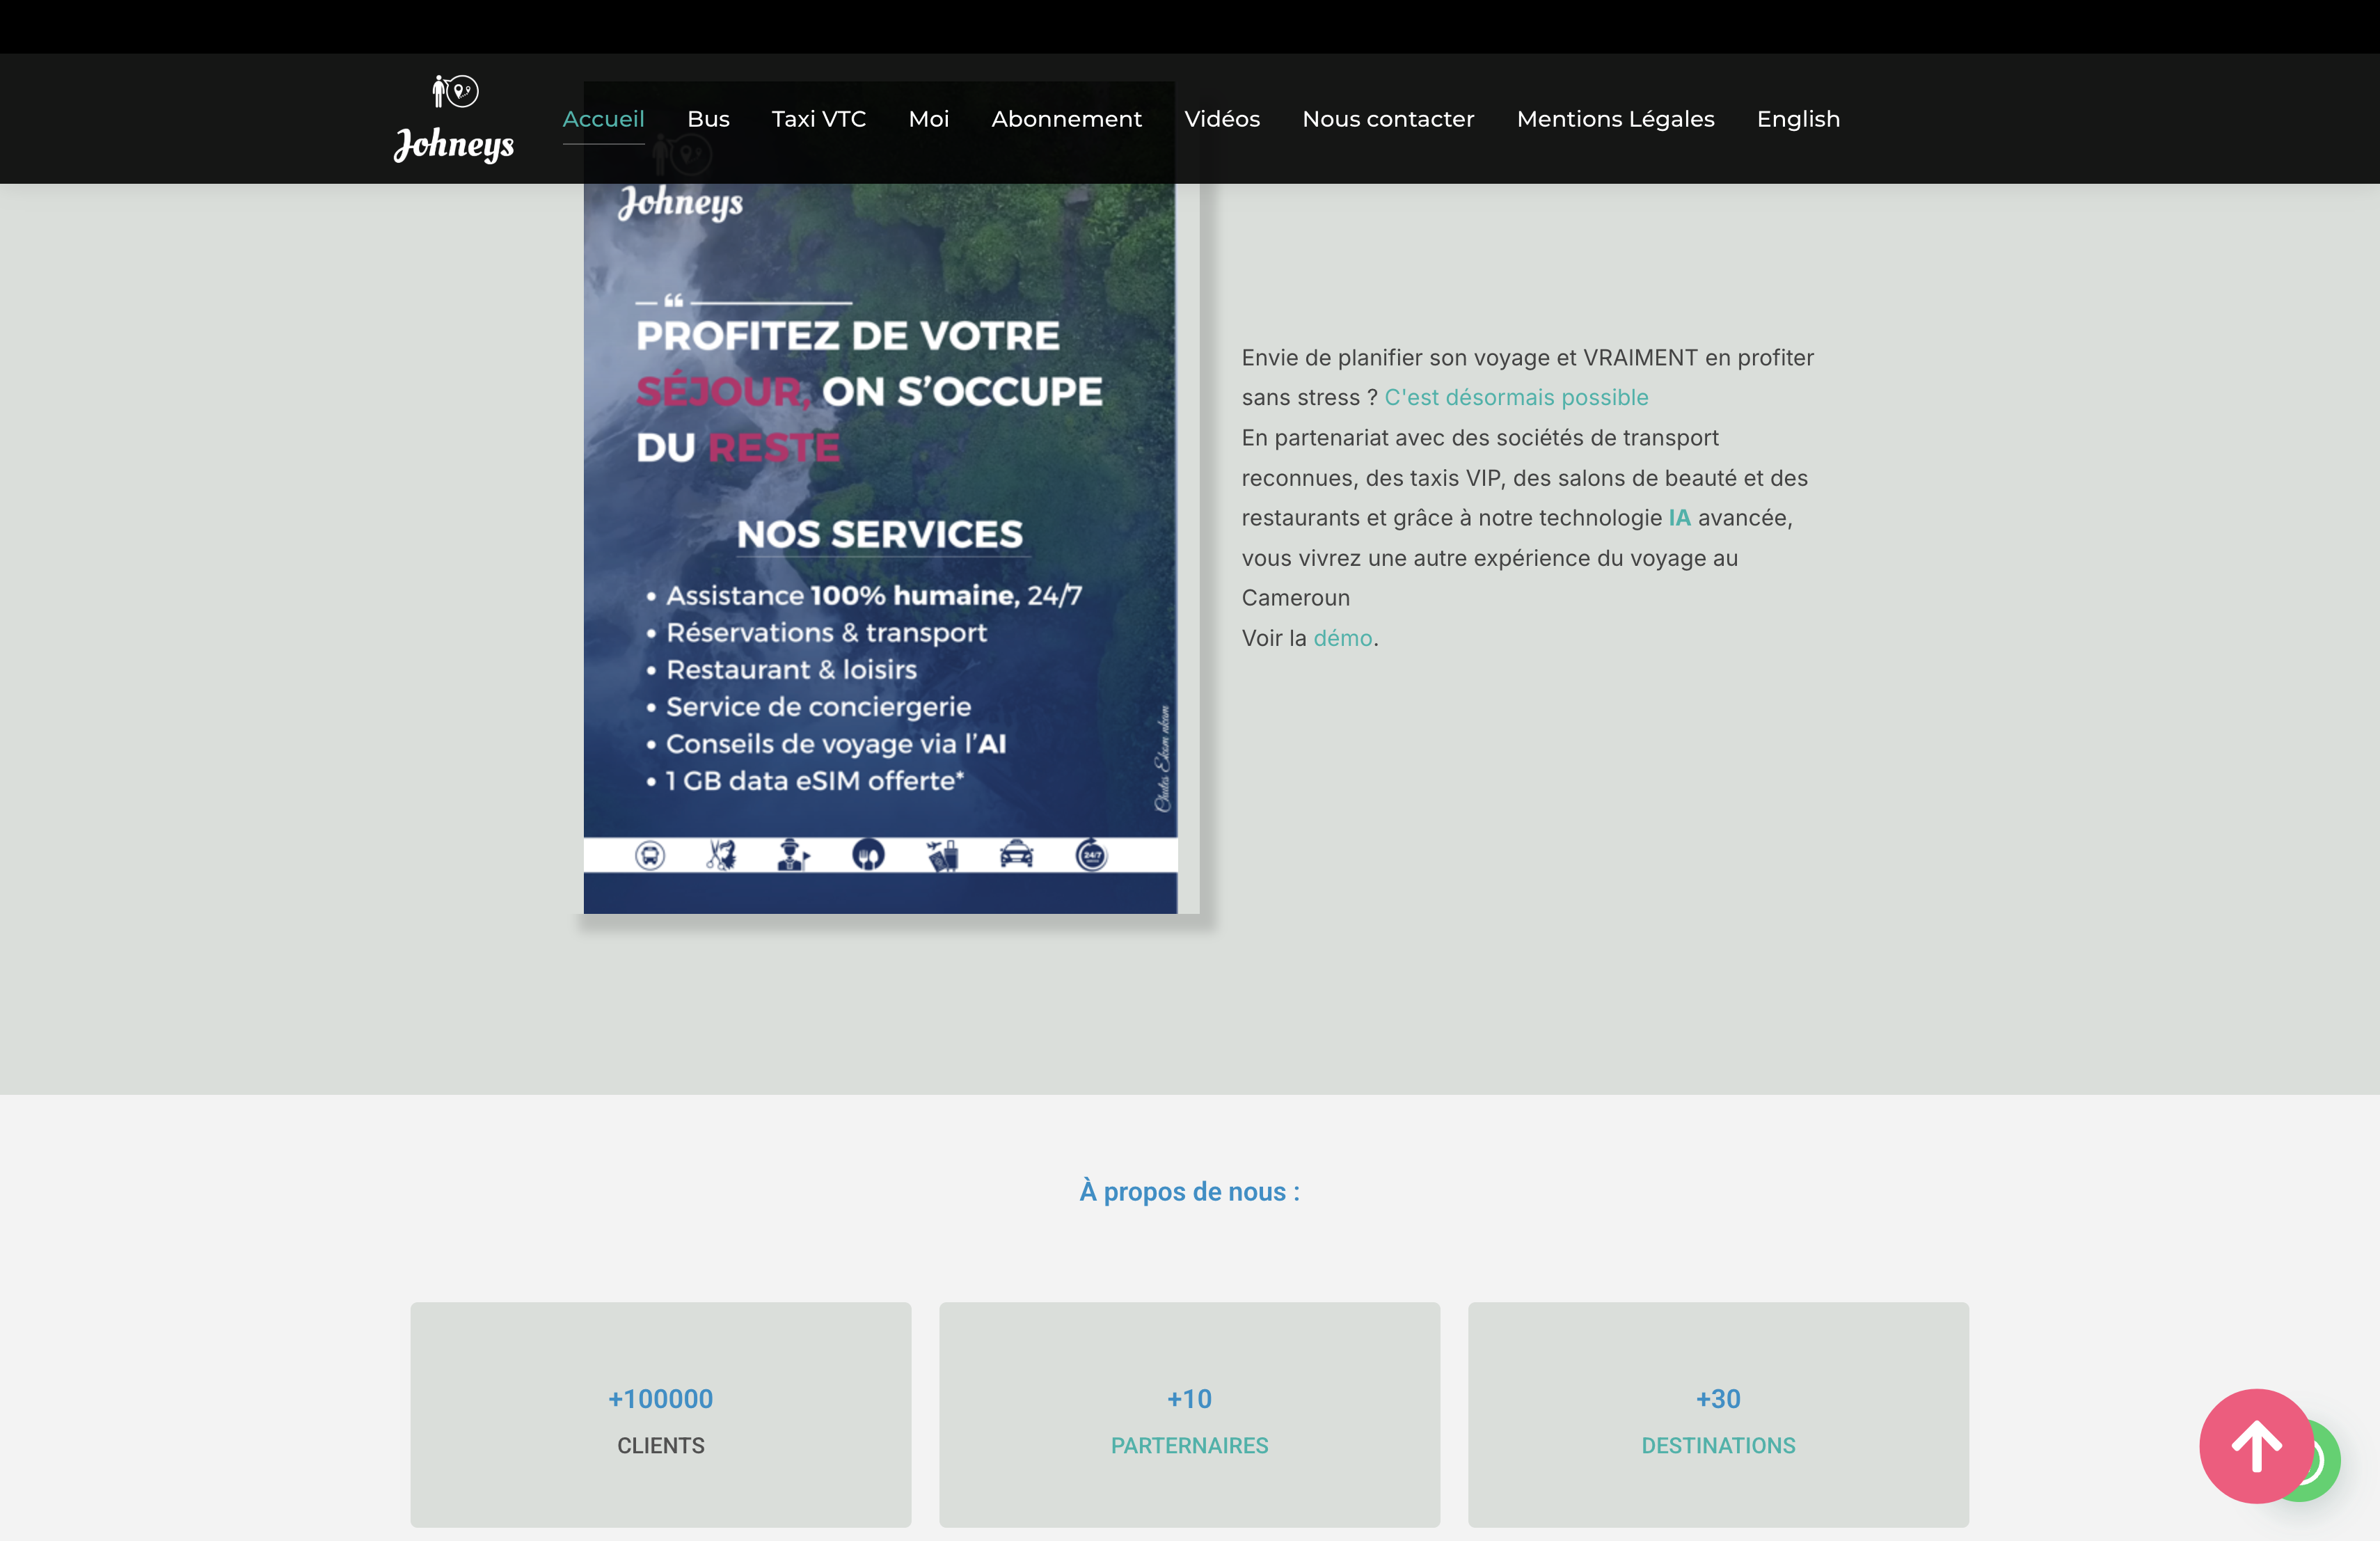 Johneys
Accueil Bus Taxi VTC Moi Abonnement Vidéos Nous contacter Mentions Légales English
Johneys
PROFITEZ DE VOTRE
SÉJOUR, ON S’OCCUPE
DU RESTE
NOS SERVICES
• Assistance 100% humaine, 24/7
• Réservations & transport
• Restaurant & loisirs
• Service de conciergerie
• Conseils de voyage via l’AI
• 1 GB data eSIM offerte*
Chutes Ekom nkam
24/7
Envie de planifier son voyage et VRAIMENT en profiter
sans stress ? C'est désormais possible
En partenariat avec des sociétés de transport
reconnues, des taxis VIP, des salons de beauté et des
restaurants et grâce à notre technologie IA avancée,
vous vivrez une autre expérience du voyage au
Cameroun
Voir la démo.
À propos de nous :
+100000
CLIENTS
+10
PARTERNAIRES
+30
DESTINATIONS